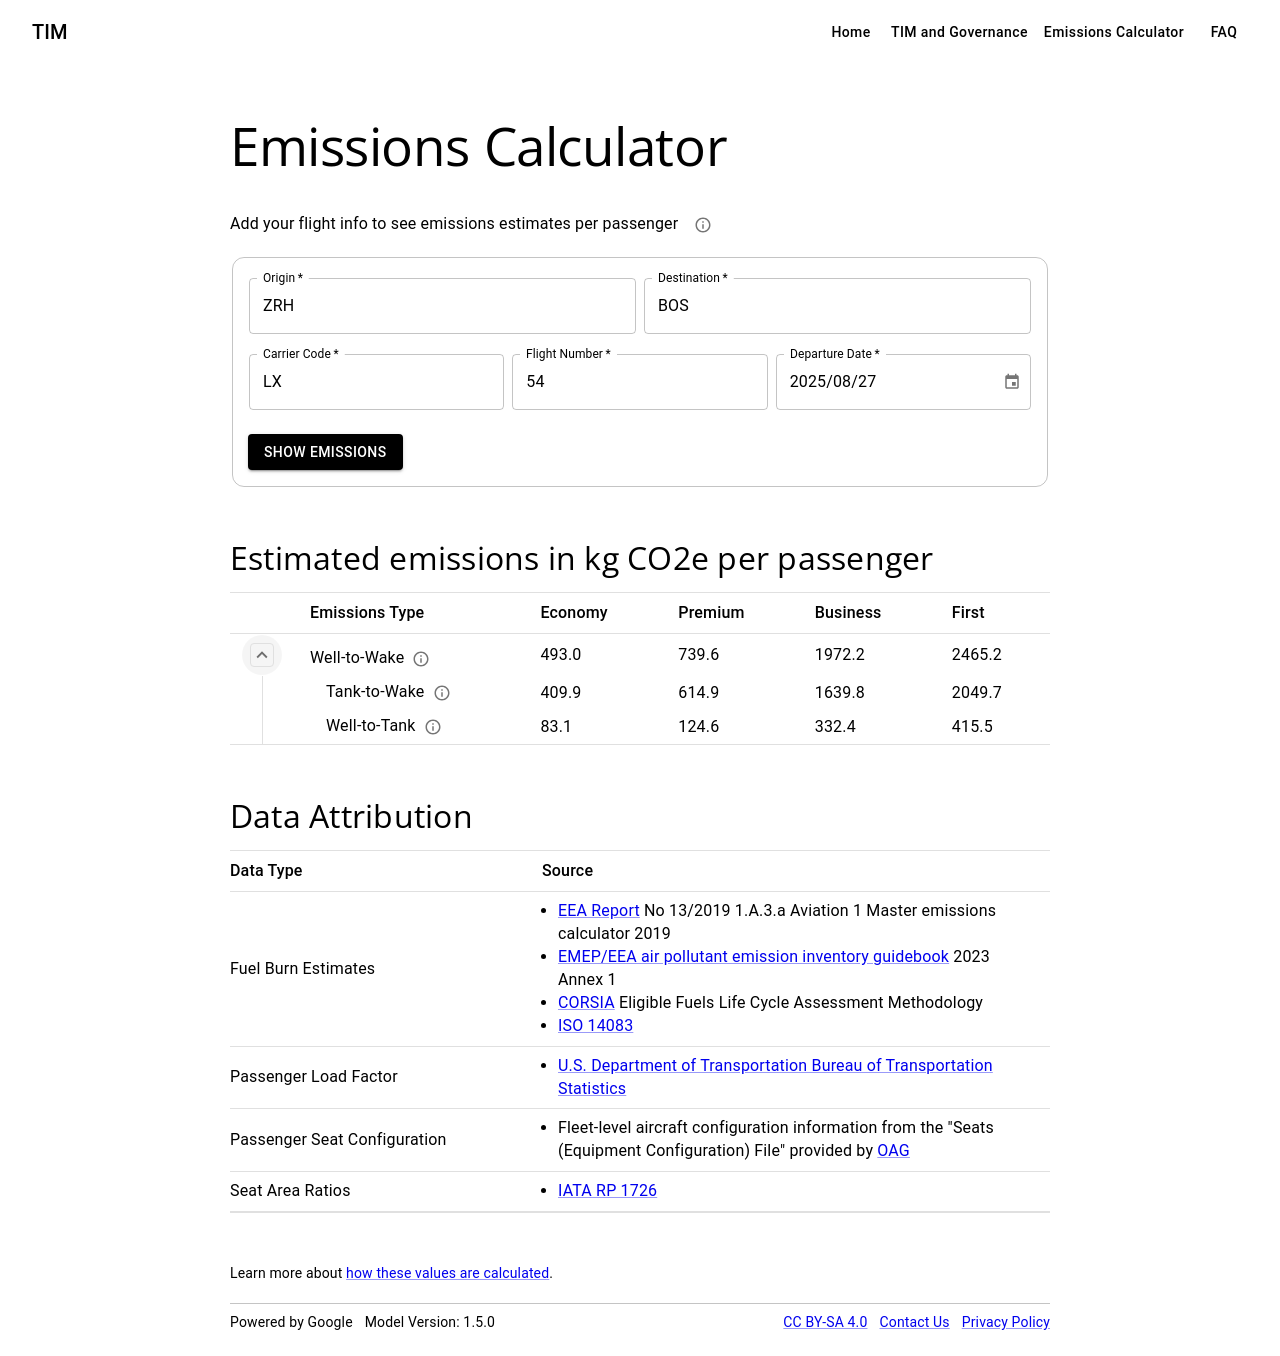 TIM
Home TIM and Governance Emissions Calculator FAQ
Emissions Calculator
Add your flight info to see emissions estimates per passenger
Origin * Destination *
ZRH BOS
Carrier Code * Flight Number * Departure Date *
LX 54 2025/08/27
SHOW EMISSIONS
Estimated emissions in kg CO2e per passenger
Emissions Type Economy Premium Business First
Well-to-Wake 493.0 739.6 1972.2 2465.2
Tank-to-Wake 409.9 614.9 1639.8 2049.7
Well-to-Tank 83.1 124.6 332.4 415.5
Data Attribution
Data Type Source
Fuel Burn Estimates
• EEA Report No 13/2019 1.A.3.a Aviation 1 Master emissions
calculator 2019
• EMEP/EEA air pollutant emission inventory guidebook 2023
Annex 1
• CORSIA Eligible Fuels Life Cycle Assessment Methodology
• ISO 14083
Passenger Load Factor
• U.S. Department of Transportation Bureau of Transportation
Statistics
Passenger Seat Configuration
• Fleet-level aircraft configuration information from the "Seats
(Equipment Configuration) File" provided by OAG
Seat Area Ratios
• IATA RP 1726
Learn more about how these values are calculated.
Powered by Google Model Version: 1.5.0 CC BY-SA 4.0 Contact Us Privacy Policy